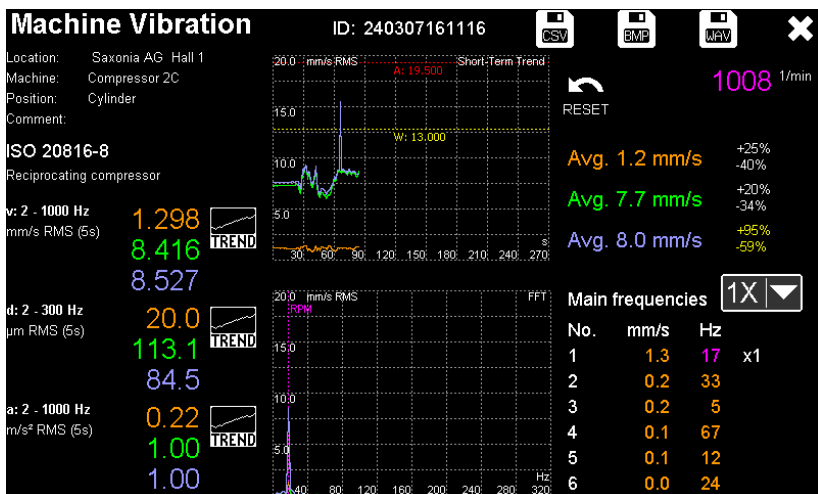 Machine Vibration
ID: 240307161116
CSV
BMP
WAV
Location: Saxonia AG Hall 1
Machine: Compressor 2C
Position: Cylinder
Comment:
ISO 20816-8
Reciprocating compressor
v: 2 - 1000 Hz
mm/s RMS (5s)
1.298
8.416
8.527
TREND
d: 2 - 300 Hz
µm RMS (5s)
20.0
113.1
84.5
TREND
a: 2 - 1000 Hz
m/s² RMS (5s)
0.22
1.00
1.00
TREND
20.0 mm/s RMS Short-Term Trend
A: 19.500
15.0
W: 13.000
10.0
5.0
s
30 60 90 120 150 180 210 240 270
20.0 mm/s RMS FFT
RPM
15.0
10.0
5.0
Hz
40 80 120 160 200 240 280 320
RESET
1008 1/min
Avg. 1.2 mm/s +25% -40%
Avg. 7.7 mm/s +20% -34%
Avg. 8.0 mm/s +95% -59%
Main frequencies 1X
No. mm/s Hz
1 1.3 17 x1
2 0.2 33
3 0.2 5
4 0.1 67
5 0.1 12
6 0.0 24